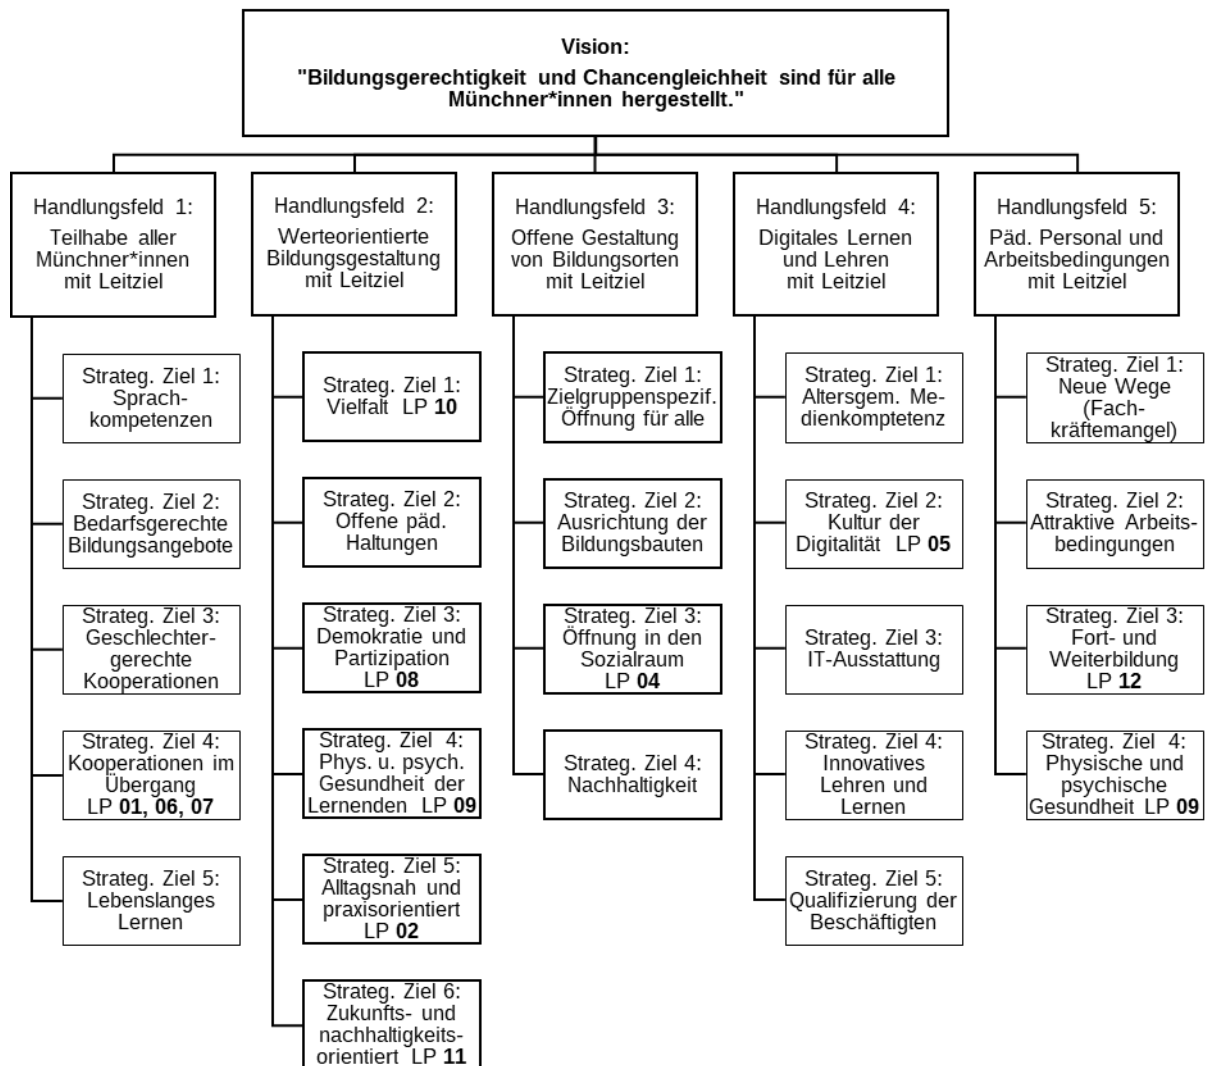 Vision:
"Bildungsgerechtigkeit und Chancengleichheit sind für alle
Münchner*innen hergestellt."
Handlungsfeld 1:
Teilhabe aller
Münchner*innen
mit Leitziel
Strateg. Ziel 1:
Sprach-
kompetenzen
Strateg. Ziel 2:
Bedarfsgerechte
Bildungsangebote
Strateg. Ziel 3:
Geschlechter-
gerechte
Kooperationen
Strateg. Ziel 4:
Kooperationen im
Übergang
LP 01, 06, 07
Strateg. Ziel 5:
Lebenslanges
Lernen
Handlungsfeld 2:
Werteorientierte
Bildungsgestaltung
mit Leitziel
Strateg. Ziel 1:
Vielfalt LP 10
Strateg. Ziel 2:
Offene päd.
Haltungen
Strateg. Ziel 3:
Demokratie und
Partizipation
LP 08
Strateg. Ziel 4:
Phys. u. psych.
Gesundheit der
Lernenden LP 09
Strateg. Ziel 5:
Alltagsnah und
praxisorientiert
LP 02
Strateg. Ziel 6:
Zukunfts- und
nachhaltigkeits-
orientiert LP 11
Handlungsfeld 3:
Offene Gestaltung
von Bildungsorten
mit Leitziel
Strateg. Ziel 1:
Zielgruppenspezif.
Öffnung für alle
Strateg. Ziel 2:
Ausrichtung der
Bildungsbauten
Strateg. Ziel 3:
Öffnung in den
Sozialraum
LP 04
Strateg. Ziel 4:
Nachhaltigkeit
Handlungsfeld 4:
Digitales Lernen
und Lehren
mit Leitziel
Strateg. Ziel 1:
Altersgem. Me-
dienkomptetenz
Strateg. Ziel 2:
Kultur der
Digitalität LP 05
Strateg. Ziel 3:
IT-Ausstattung
Strateg. Ziel 4:
Innovatives
Lehren und
Lernen
Strateg. Ziel 5:
Qualifizierung der
Beschäftigten
Handlungsfeld 5:
Päd. Personal und
Arbeitsbedingungen
mit Leitziel
Strateg. Ziel 1:
Neue Wege
(Fach-
kräftemangel)
Strateg. Ziel 2:
Attraktive Arbeits-
bedingungen
Strateg. Ziel 3:
Fort- und
Weiterbildung
LP 12
Strateg. Ziel 4:
Physische und
psychische
Gesundheit LP 09